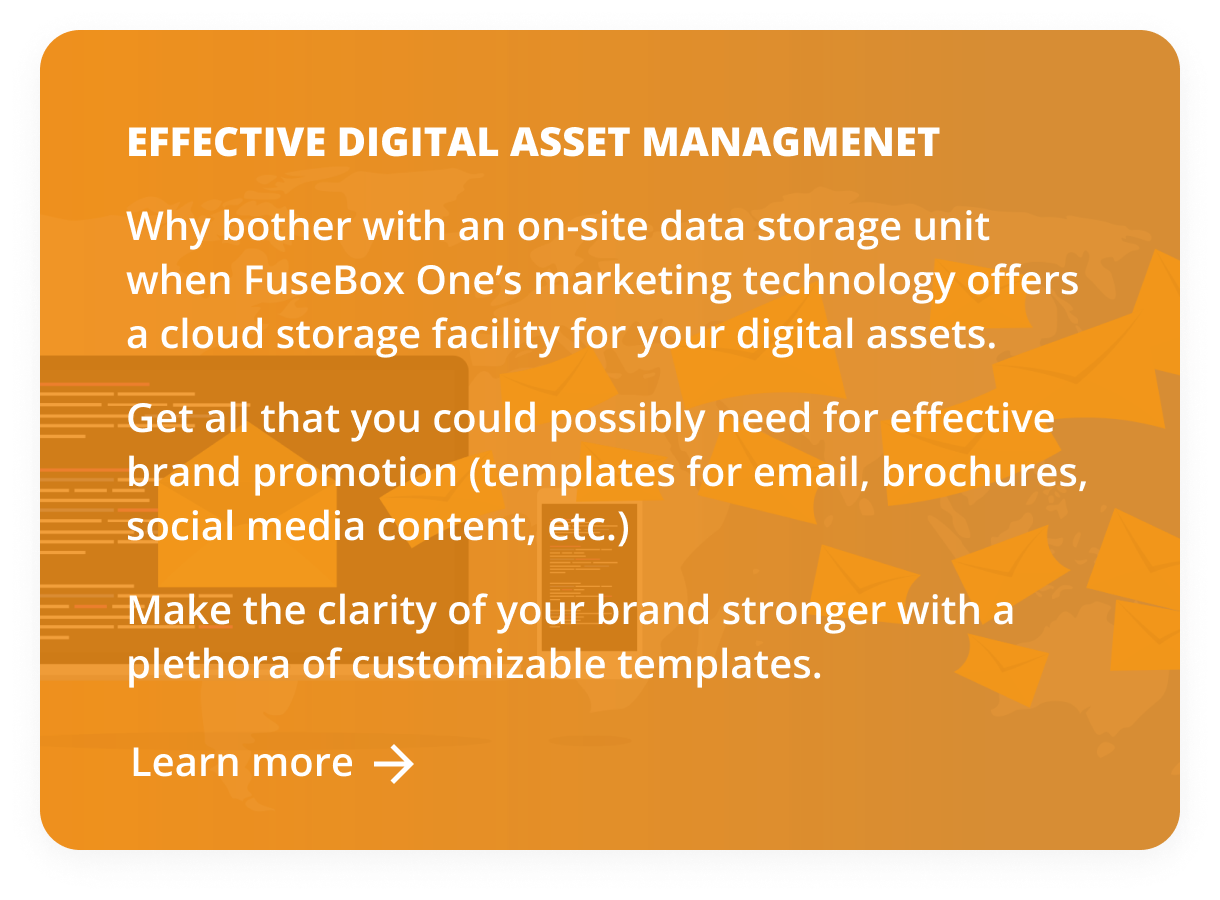 EFFECTIVE DIGITAL ASSET MANAGMENET
Why bother with an on-site data storage unit
when FuseBox One’s marketing technology offers
a cloud storage facility for your digital assets.
Get all that you could possibly need for effective
brand promotion (templates for email, brochures,
social media content, etc.)
Make the clarity of your brand stronger with a
plethora of customizable templates.
Learn more →